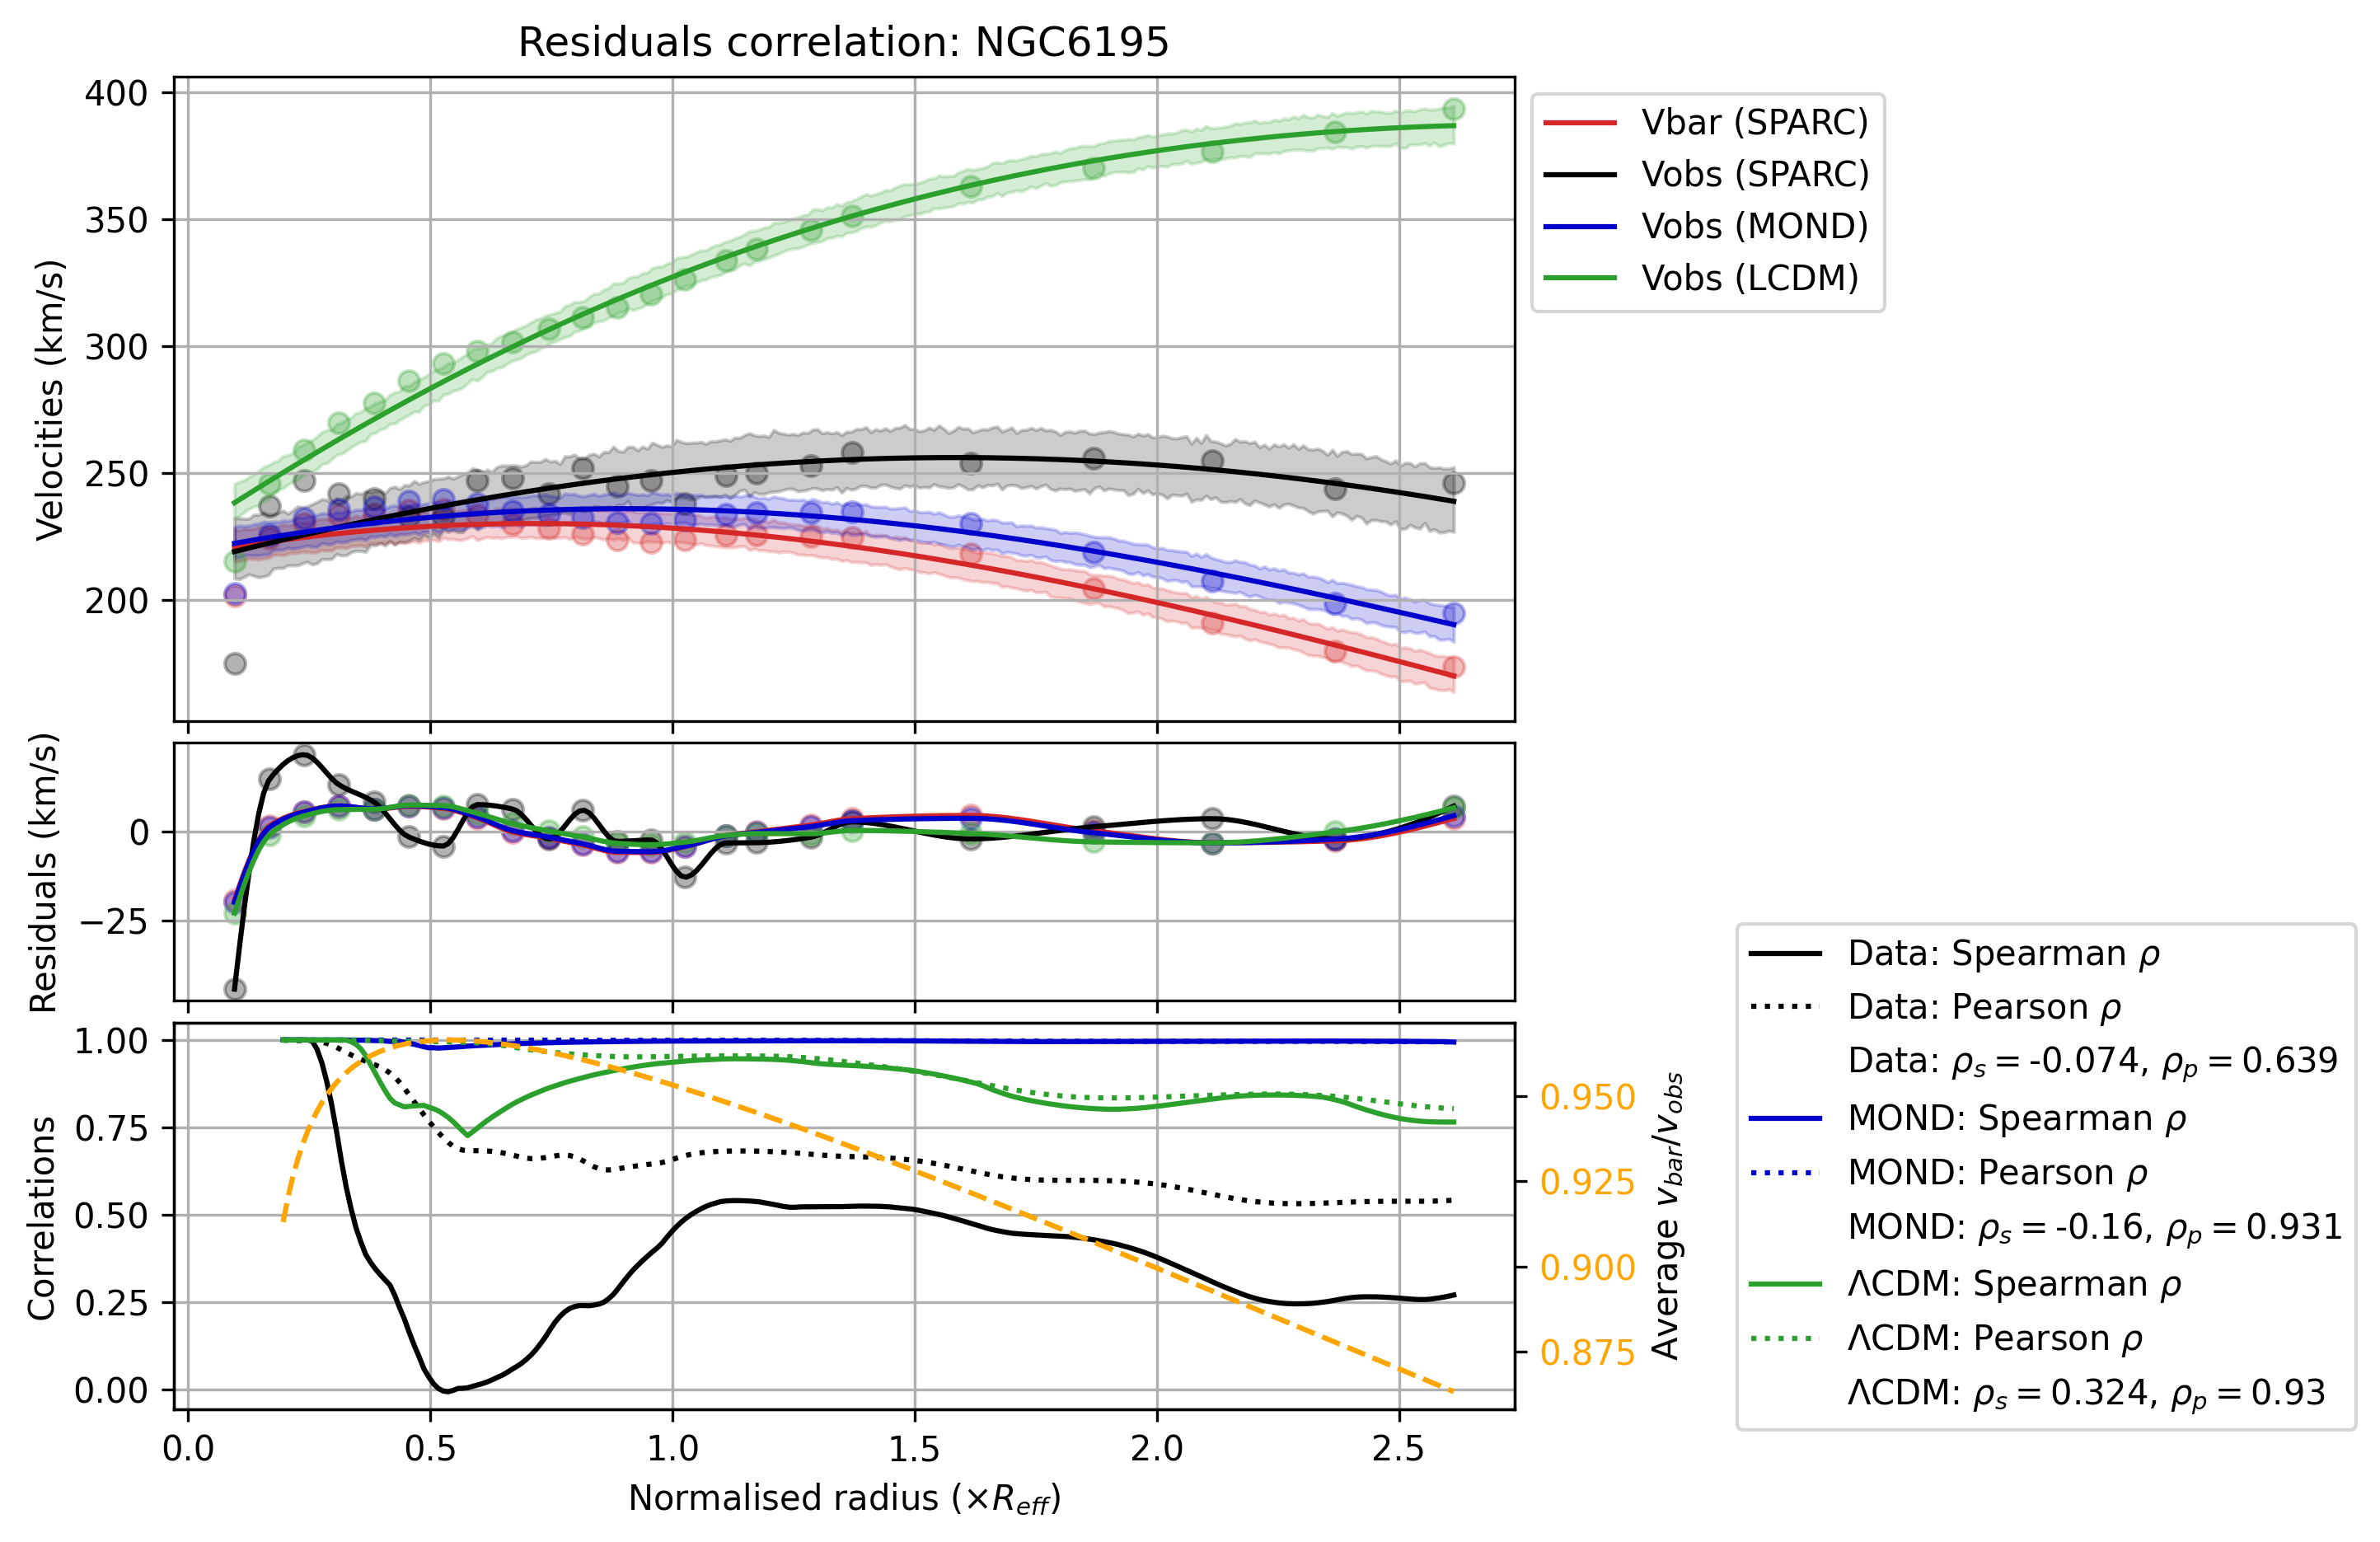 Residuals correlation: NGC6195
Velocities (km/s)
400
350
300
250
200
Vbar (SPARC)
Vobs (SPARC)
Vobs (MOND)
Vobs (LCDM)
Residuals (km/s)
0
−25
Correlations
1.00
0.75
0.50
0.25
0.00
0.950
0.925
0.900
0.875
Average v_bar/v_obs
0.0 0.5 1.0 1.5 2.0 2.5
Normalised radius (×R_eff)
Data: Spearman ρ
Data: Pearson ρ
Data: ρ_s = -0.074, ρ_p = 0.639
MOND: Spearman ρ
MOND: Pearson ρ
MOND: ρ_s = -0.16, ρ_p = 0.931
ΛCDM: Spearman ρ
ΛCDM: Pearson ρ
ΛCDM: ρ_s = 0.324, ρ_p = 0.93